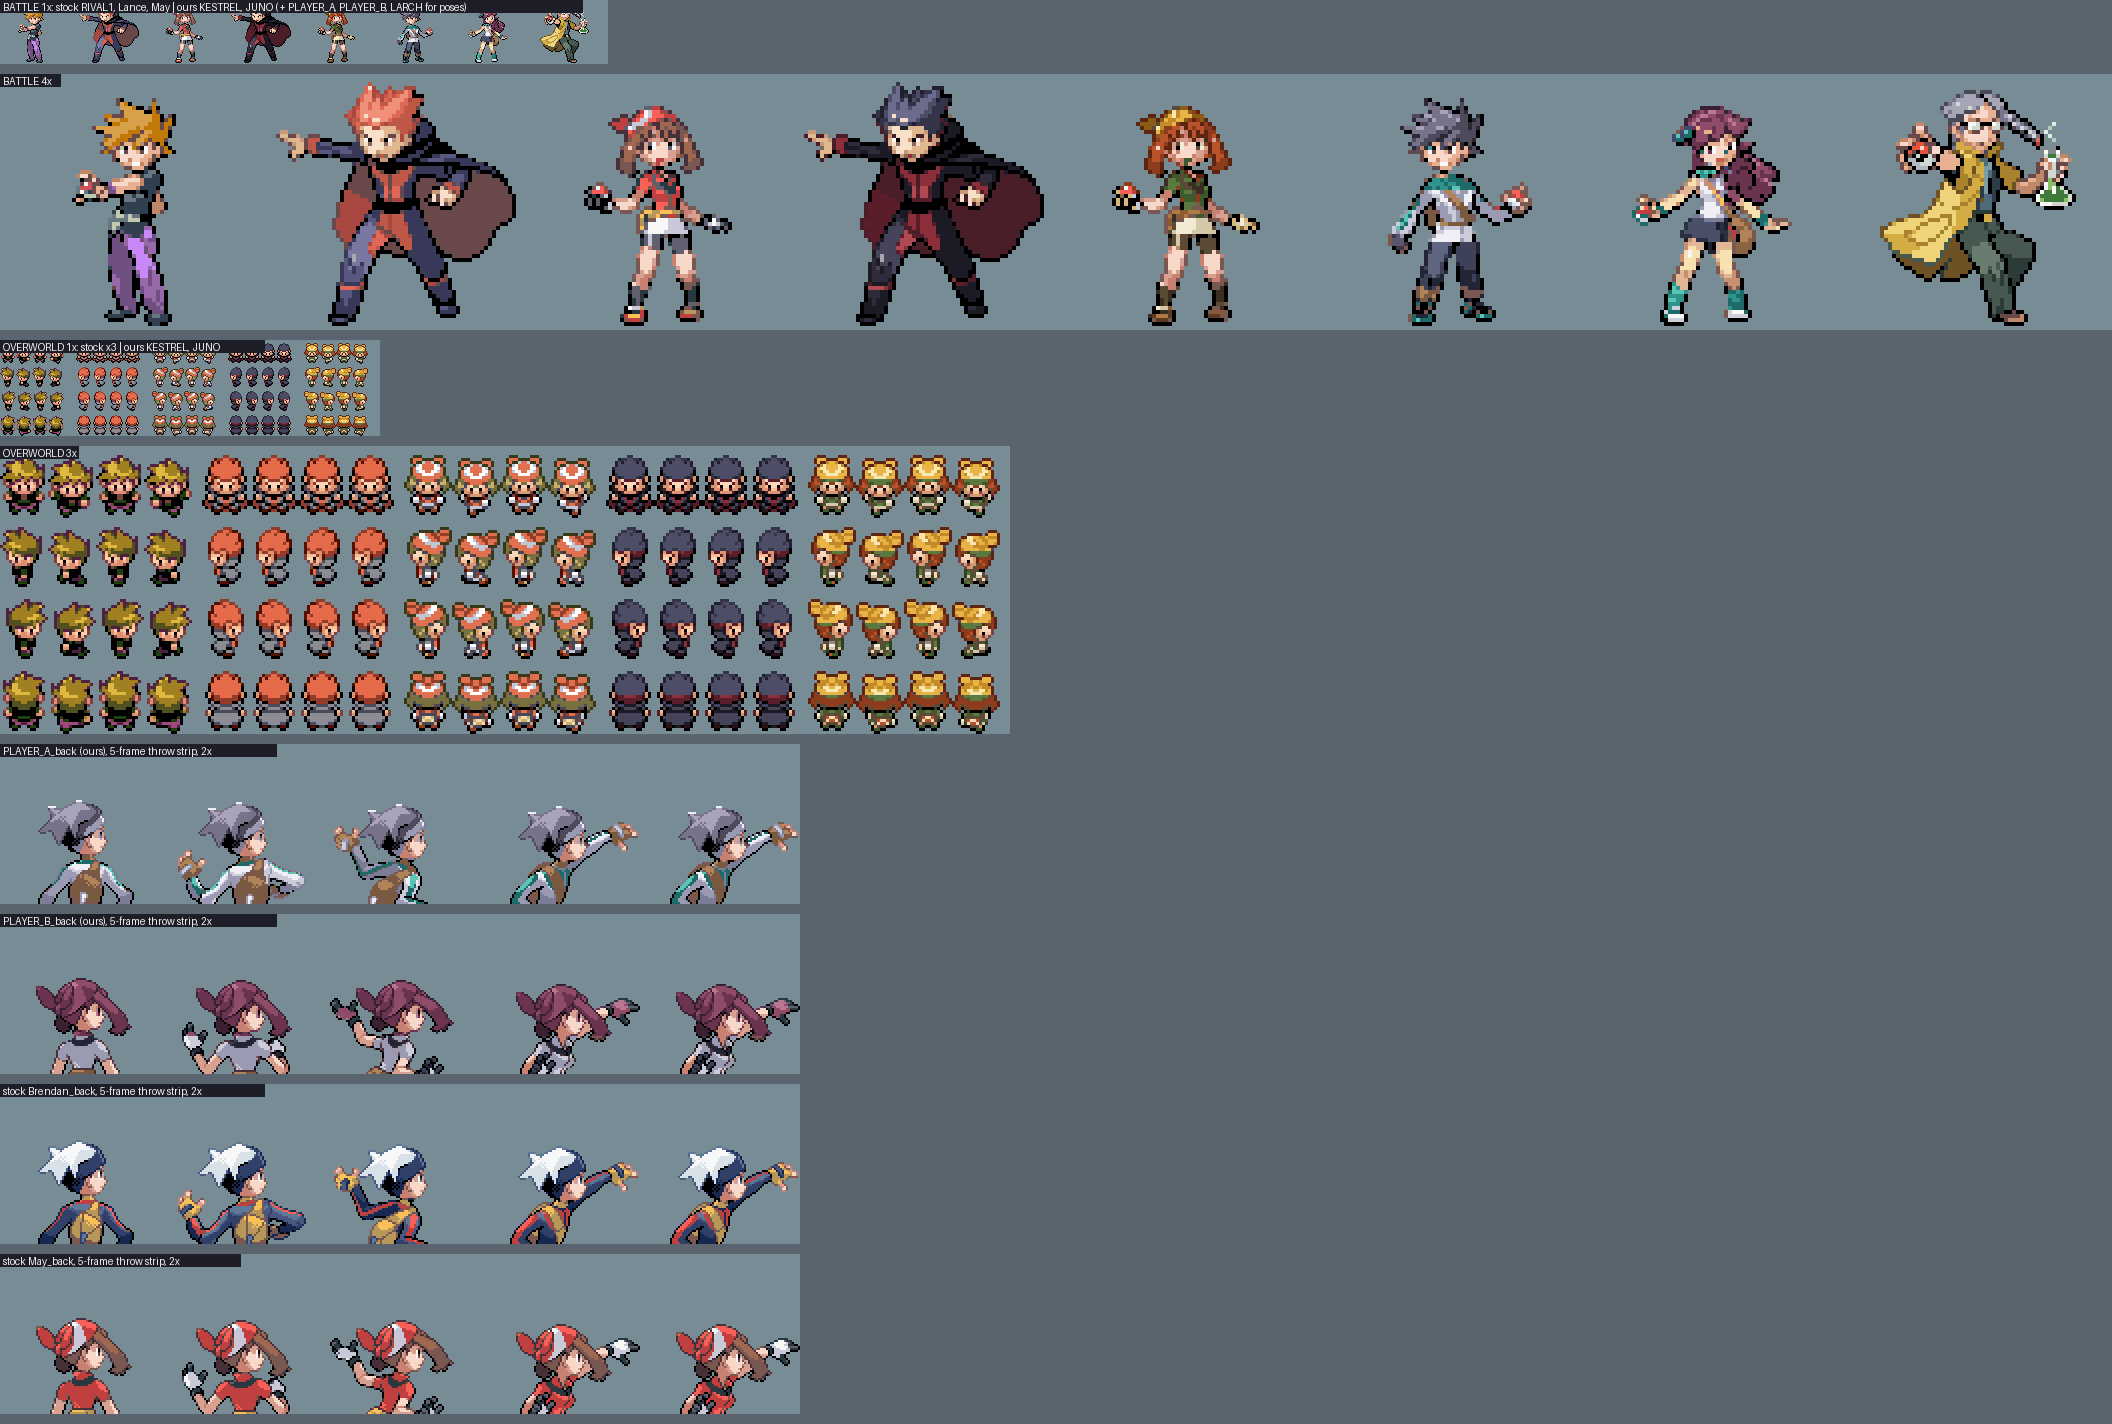 BATTLE 1x: stock RIVAL1, Lance, May | ours KESTREL, JUNO (+ PLAYER_A, PLAYER_B, LARCH for poses)
BATTLE 4x
OVERWORLD 1x: stock x3 | ours KESTREL, JUNO
OVERWORLD 3x
PLAYER_A_back (ours), 5-frame throw strip, 2x
PLAYER_B_back (ours), 5-frame throw strip, 2x
stock Brendan_back, 5-frame throw strip, 2x
stock May_back, 5-frame throw strip, 2x